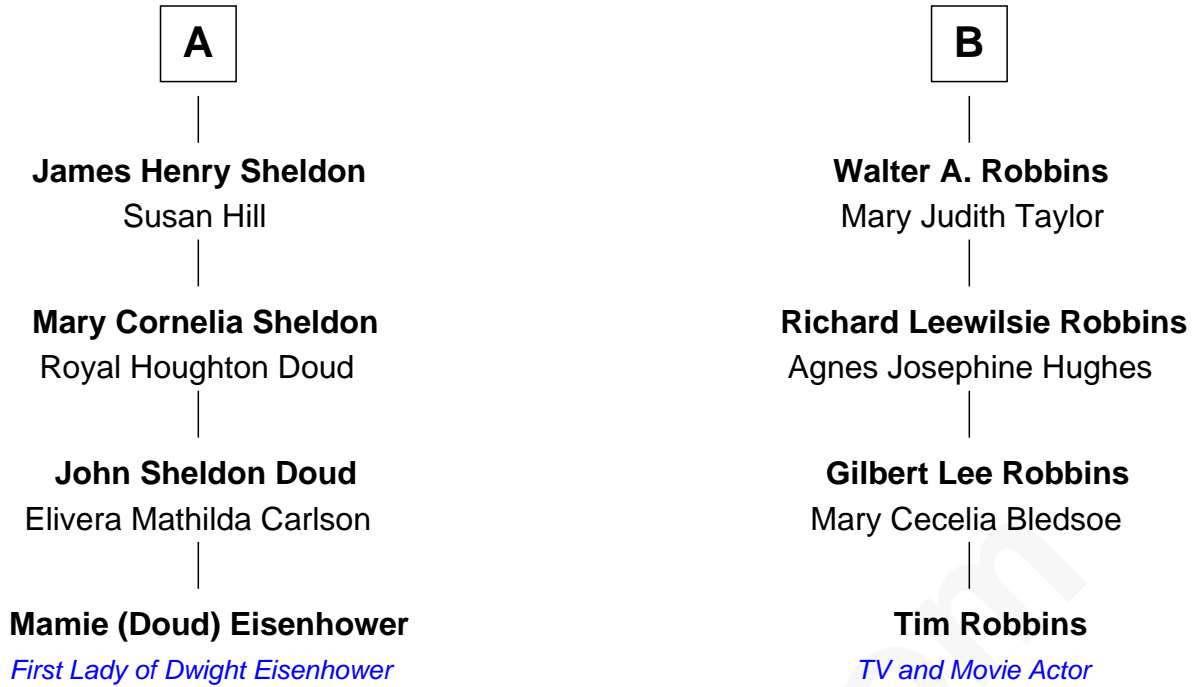 A
James Henry Sheldon
Susan Hill
Mary Cornelia Sheldon
Royal Houghton Doud
John Sheldon Doud
Elivera Mathilda Carlson
Mamie (Doud) Eisenhower
First Lady of Dwight Eisenhower
B
Walter A. Robbins
Mary Judith Taylor
Richard Leewilsie Robbins
Agnes Josephine Hughes
Gilbert Lee Robbins
Mary Cecelia Bledsoe
Tim Robbins
TV and Movie Actor